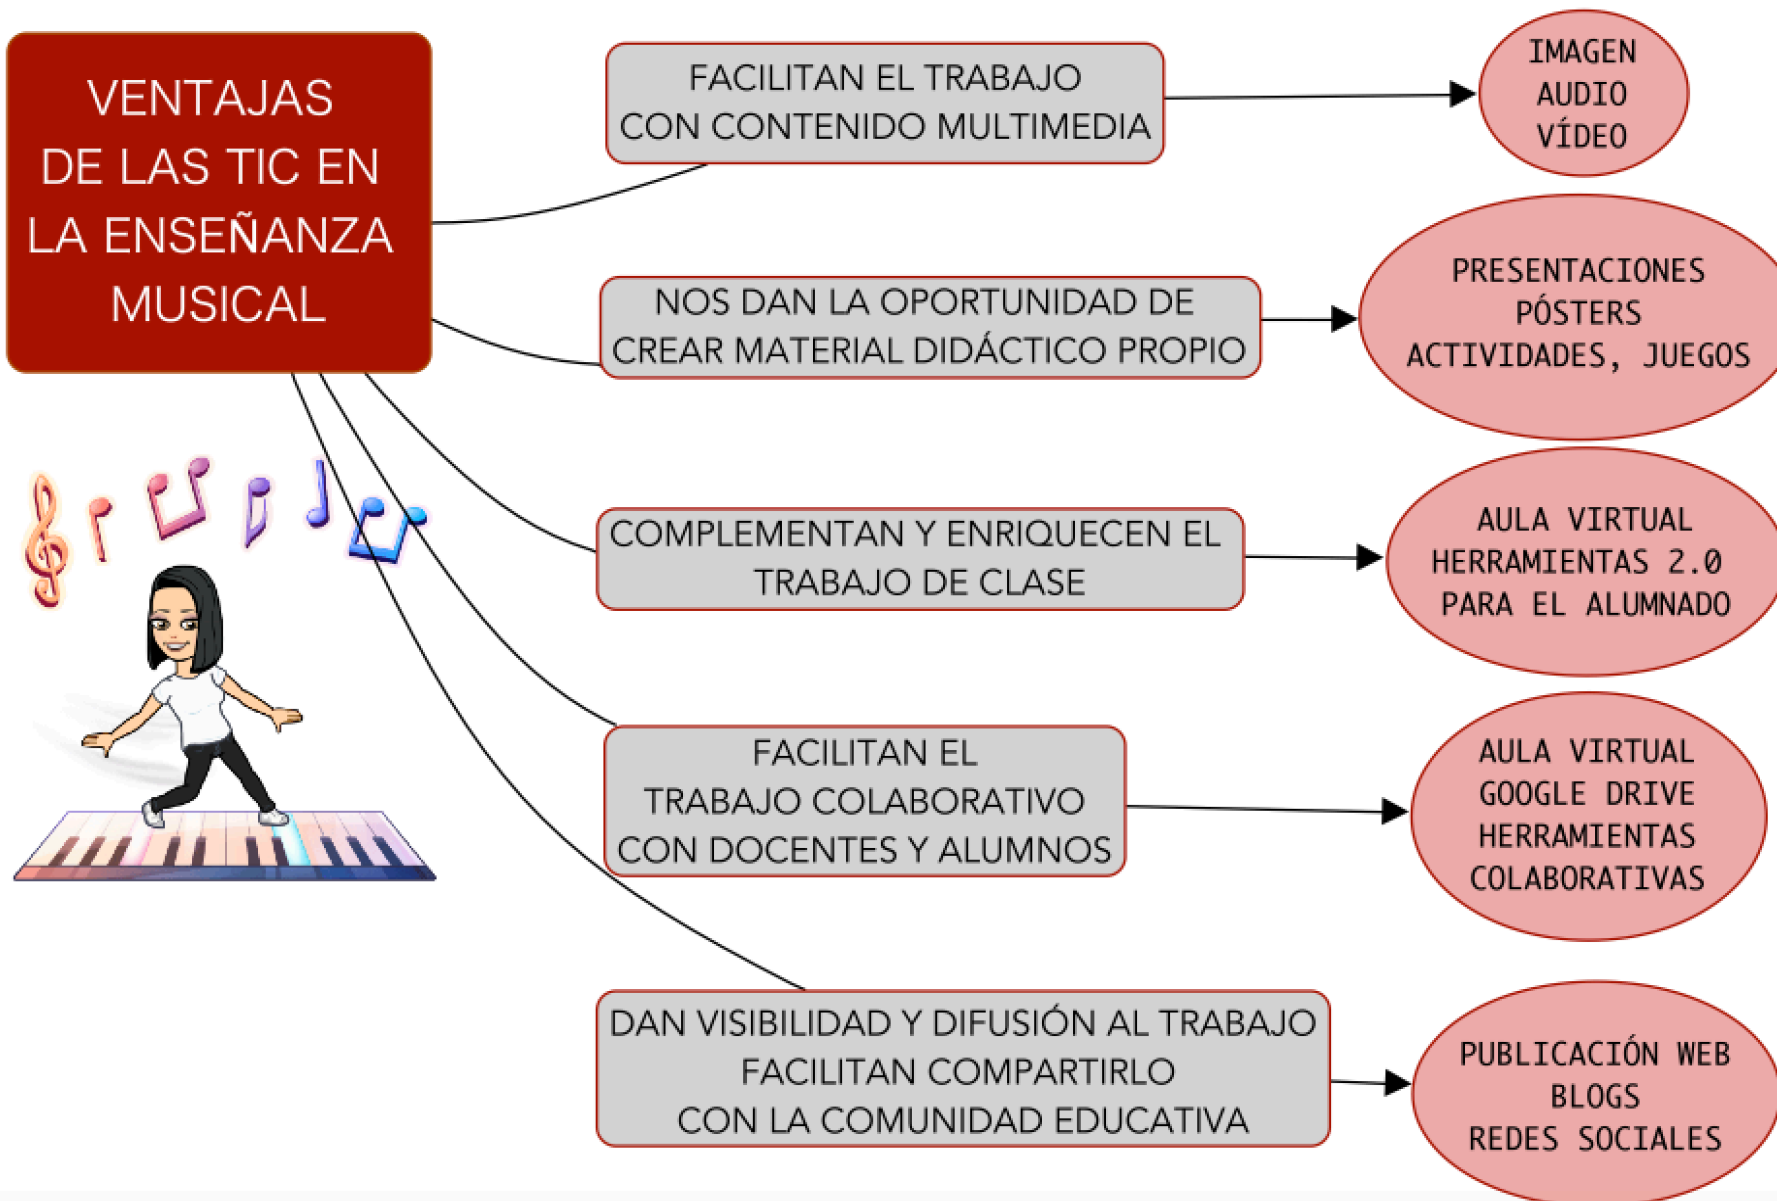 VENTAJAS
DE LAS TIC EN
LA ENSEÑANZA
MUSICAL
FACILITAN EL TRABAJO
CON CONTENIDO MULTIMEDIA
IMAGEN
AUDIO
VÍDEO
NOS DAN LA OPORTUNIDAD DE
CREAR MATERIAL DIDÁCTICO PROPIO
PRESENTACIONES
PÓSTERS
ACTIVIDADES, JUEGOS
COMPLEMENTAN Y ENRIQUECEN EL
TRABAJO DE CLASE
AULA VIRTUAL
HERRAMIENTAS 2.0
PARA EL ALUMNADO
FACILITAN EL
TRABAJO COLABORATIVO
CON DOCENTES Y ALUMNOS
AULA VIRTUAL
GOOGLE DRIVE
HERRAMIENTAS
COLABORATIVAS
DAN VISIBILIDAD Y DIFUSIÓN AL TRABAJO
FACILITAN COMPARTIRLO
CON LA COMUNIDAD EDUCATIVA
PUBLICACIÓN WEB
BLOGS
REDES SOCIALES